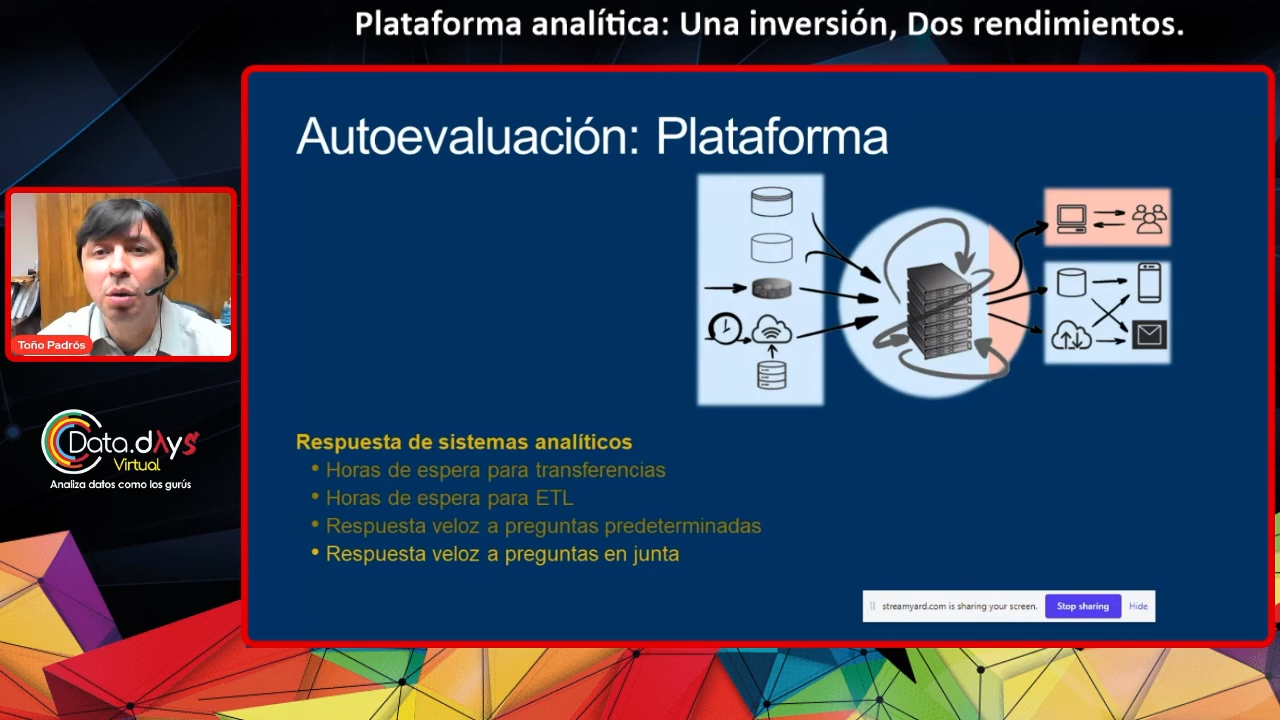 Plataforma analítica: Una inversión, Dos rendimientos.
Autoevaluación: Plataforma
Toño Padrós
Data.dAys
Virtual
Analiza datos como los gurús
Respuesta de sistemas analíticos
• Horas de espera para transferencias
• Horas de espera para ETL
• Respuesta veloz a preguntas predeterminadas
• Respuesta veloz a preguntas en junta
streamyard.com is sharing your screen. Stop sharing Hide